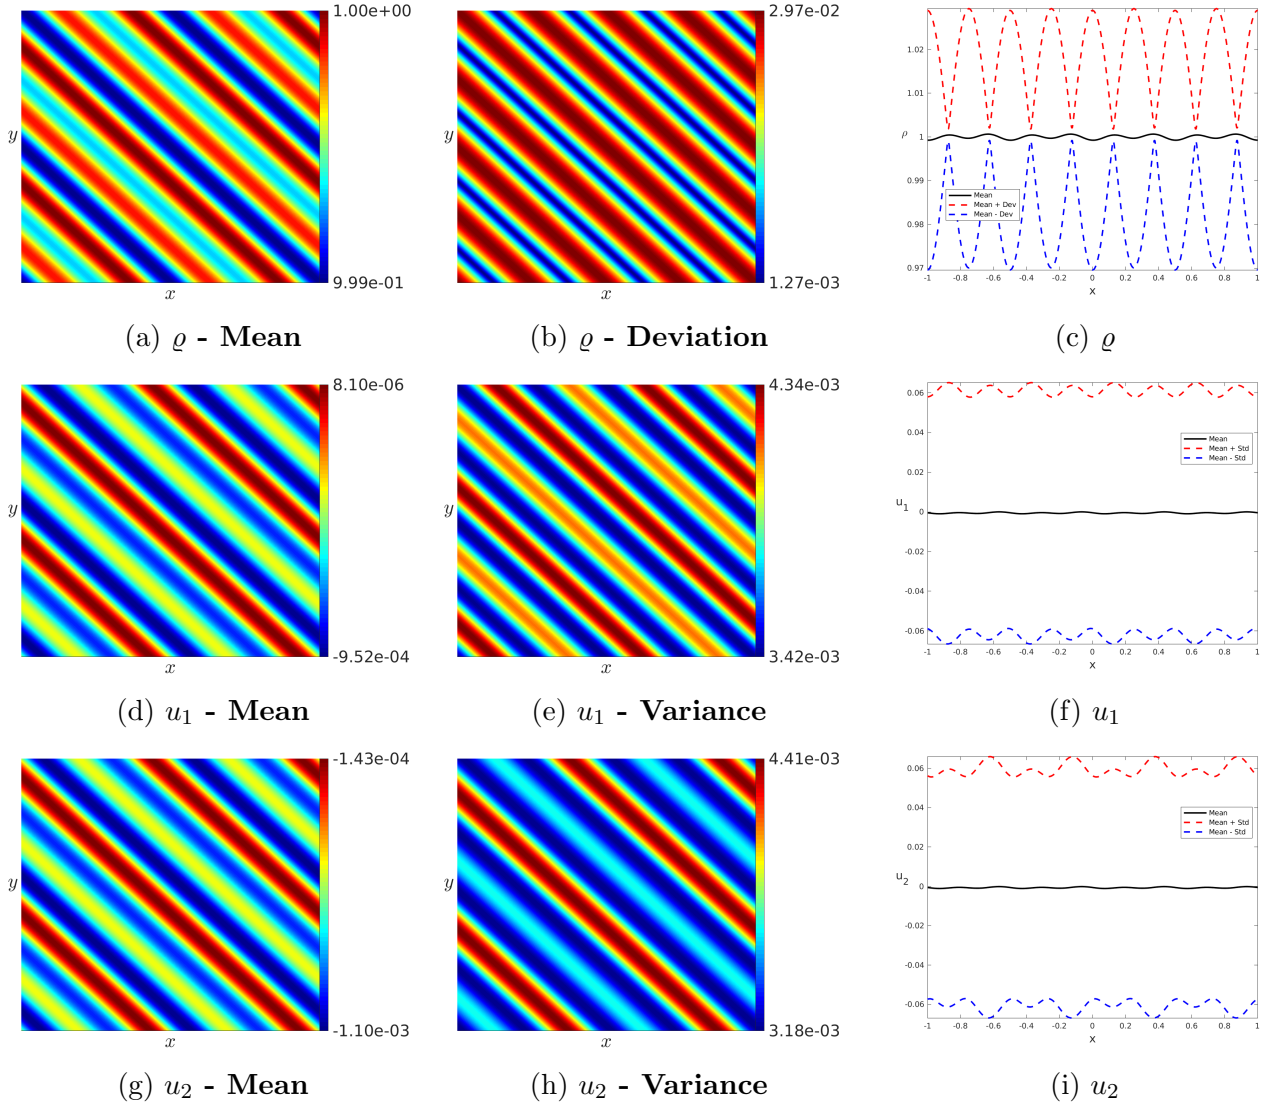 1.00e+00
y
9.99e-01
x
(a) ϱ - Mean
2.97e-02
y
1.27e-03
x
(b) ϱ - Deviation
1.02
1.01
ρ
1
0.99
0.98
0.97
Mean
Mean + Dev
Mean - Dev
-1 -0.8 -0.6 -0.4 -0.2 0 0.2 0.4 0.6 0.8 1
x
(c) ϱ
8.10e-06
y
-9.52e-04
x
(d) u₁ - Mean
4.34e-03
y
3.42e-03
x
(e) u₁ - Variance
0.06
0.04
0.02
u₁
0
-0.02
-0.04
-0.06
Mean
Mean + Std
Mean - Std
-1 -0.8 -0.6 -0.4 -0.2 0 0.2 0.4 0.6 0.8 1
x
(f) u₁
-1.43e-04
y
-1.10e-03
x
(g) u₂ - Mean
4.41e-03
y
3.18e-03
x
(h) u₂ - Variance
0.06
0.04
0.02
u₂
0
-0.02
-0.04
-0.06
Mean
Mean + Std
Mean - Std
-1 -0.8 -0.6 -0.4 -0.2 0 0.2 0.4 0.6 0.8 1
x
(i) u₂